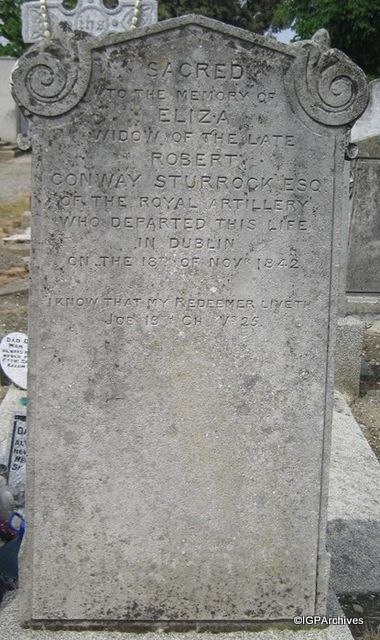 SACRED
TO THE MEMORY OF
ELIZA
WIDOW OF THE LATE
ROBERT
CONWAY STURROCK ESQ
OF THE ROYAL ARTILLERY
WHO DEPARTED THIS LIFE
IN DUBLIN
ON THE 18TH OF NOVR 1842
I KNOW THAT MY REDEEMER LIVETH
JOB 19TH CH VS 25.
©IGPArchives